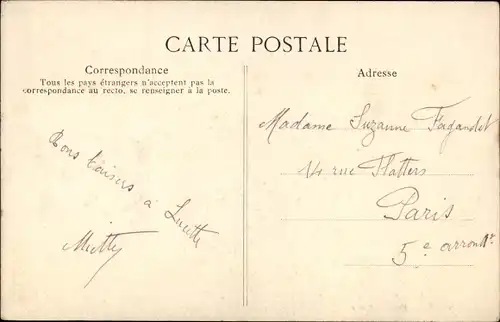 CARTE POSTALE
Correspondance
Tous les pays étrangers n'acceptent pas la
correspondance au recto, se renseigner à la poste.
Bons baisers à Lucette
Mietty
Adresse
Madame Suzanne Fagandet
14 rue Flatters
Paris
5e arrondt